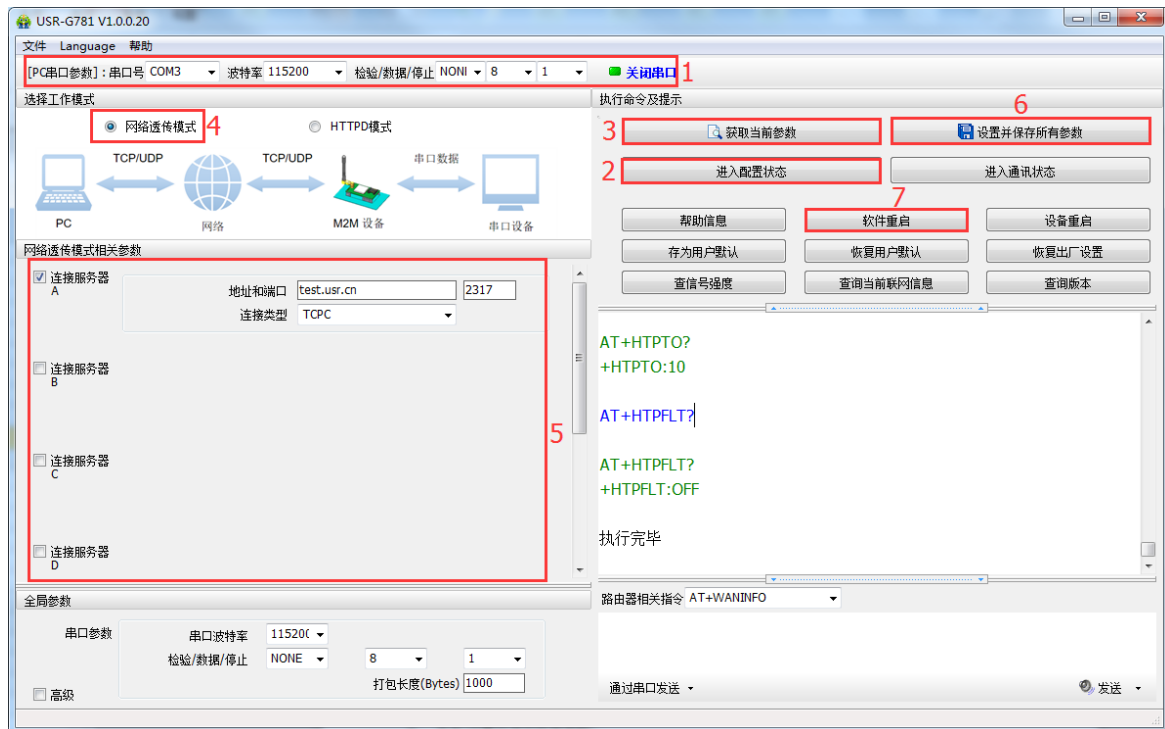 USR-G781 V1.0.0.20
文件 Language 帮助
[PC串口参数]：串口号 COM3 波特率 115200 检验/数据/停止 NONI 8 1 关闭串口 1
选择工作模式
网络透传模式 4 HTTPD模式
TCP/UDP TCP/UDP 串口数据
PC 网络 M2M 设备 串口设备
网络透传模式相关参数
连接服务器
A
地址和端口 test.usr.cn 2317
连接类型 TCPC
连接服务器
B
5
连接服务器
C
连接服务器
D
全局参数
串口参数 串口波特率 11520(
检验/数据/停止 NONE 8 1
打包长度(Bytes) 1000
高级
执行命令及提示
6
3 获取当前参数 设置并保存所有参数
2 进入配置状态 进入通讯状态
7
帮助信息 软件重启 设备重启
存为用户默认 恢复用户默认 恢复出厂设置
查信号强度 查询当前联网信息 查询版本
AT+HTPTO?
+HTPTO:10
AT+HTPFLT?
AT+HTPFLT?
+HTPFLT:OFF
执行完毕
路由器相关指令 AT+WANINFO
通过串口发送 发送